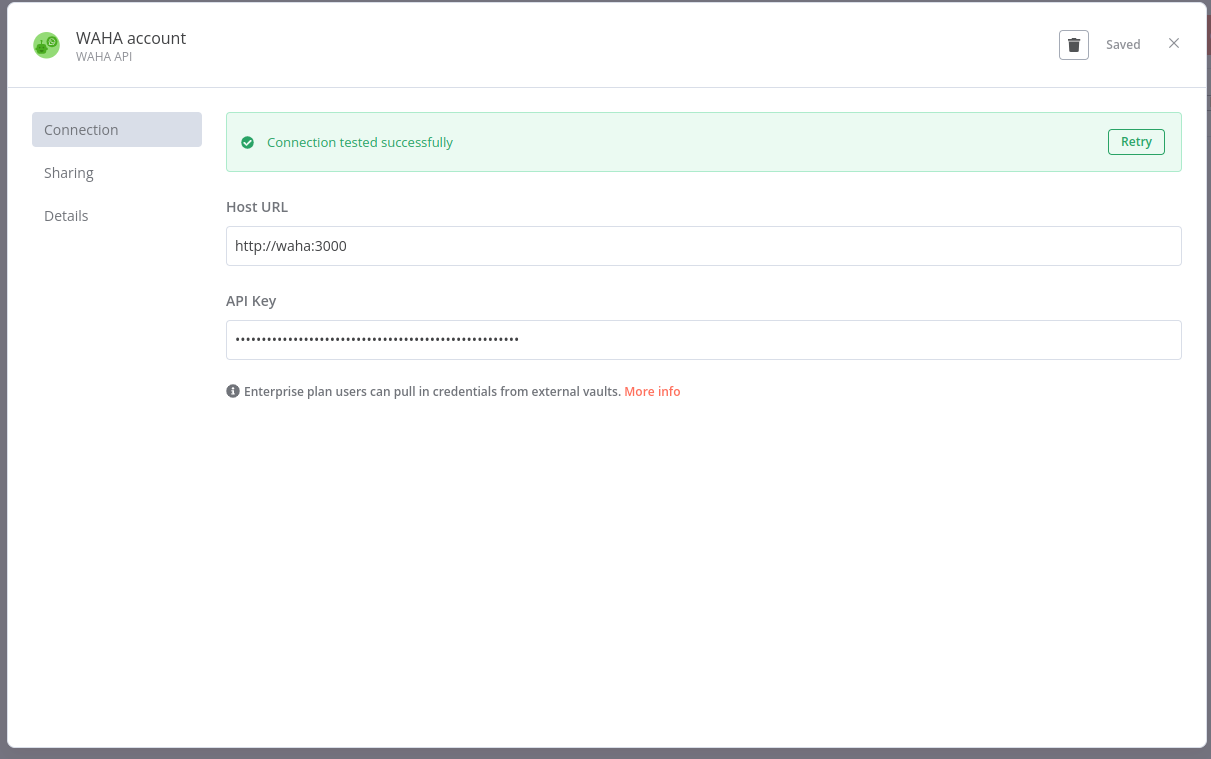 WAHA account
WAHA API
Saved
Connection
Sharing
Details
Connection tested successfully
Retry
Host URL
http://waha:3000
API Key
••••••••••••••••••••••••••••••••••••••••••••••••••••••
Enterprise plan users can pull in credentials from external vaults. More info